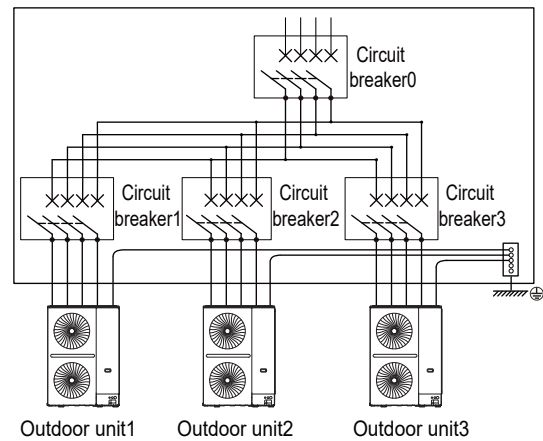 Circuit
breaker0
Circuit
breaker1
Circuit
breaker2
Circuit
breaker3
Outdoor unit1
Outdoor unit2
Outdoor unit3